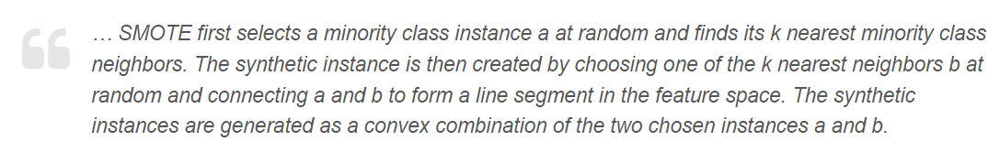 … SMOTE first selects a minority class instance a at random and finds its k nearest minority class
neighbors. The synthetic instance is then created by choosing one of the k nearest neighbors b at
random and connecting a and b to form a line segment in the feature space. The synthetic
instances are generated as a convex combination of the two chosen instances a and b.